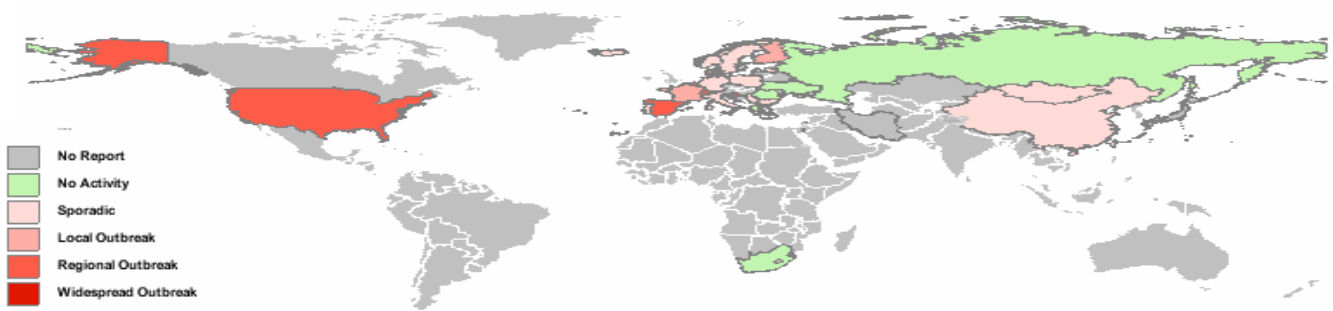 No Report
No Activity
Sporadic
Local Outbreak
Regional Outbreak
Widespread Outbreak